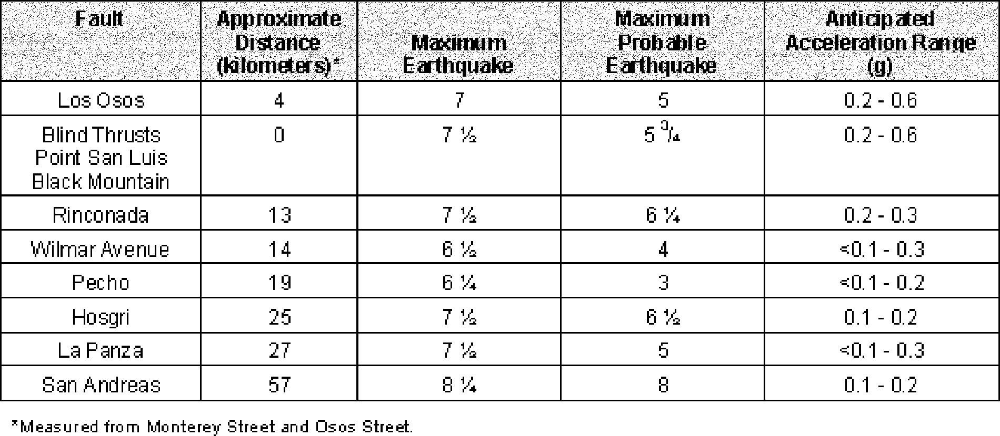 Fault Approximate Distance (kilometers)* Maximum Earthquake Maximum Probable Earthquake Anticipated Acceleration Range (g)
Los Osos 4 7 5 0.2 - 0.6
Blind Thrusts 0 7 ½ 5 3/4 0.2 - 0.6
Point San Luis
Black Mountain
Rinconada 13 7 ½ 6 ¼ 0.2 - 0.3
Wilmar Avenue 14 6 ½ 4 <0.1 - 0.3
Pecho 19 6 ¼ 3 <0.1 - 0.2
Hosgri 25 7 ½ 6 ½ 0.1 - 0.2
La Panza 27 7 ½ 5 <0.1 - 0.3
San Andreas 57 8 ¼ 8 0.1 - 0.2
*Measured from Monterey Street and Osos Street.